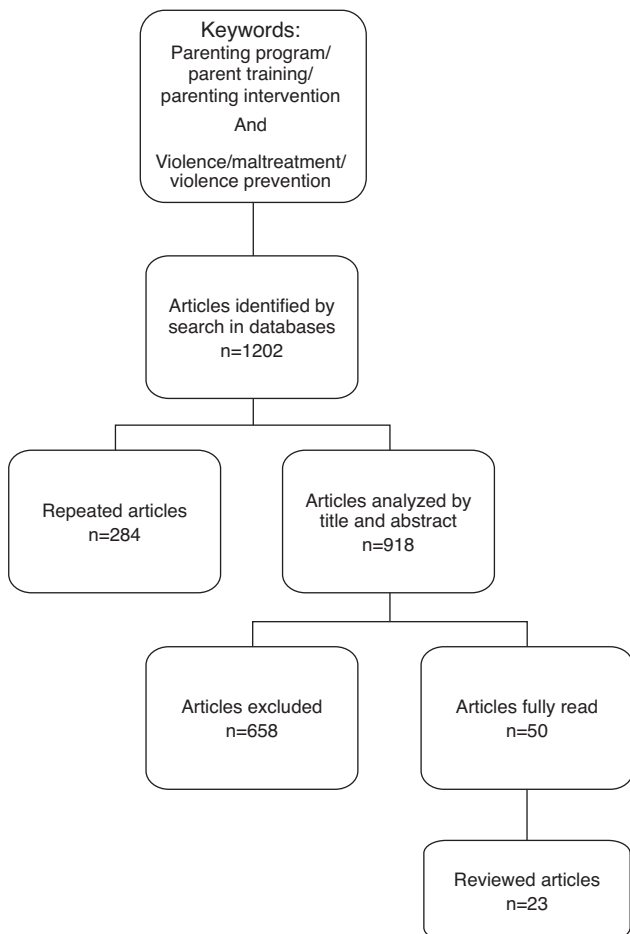 Keywords:
Parenting program/
parent training/
parenting intervention
And
Violence/maltreatment/
violence prevention
Articles identified by
search in databases
n=1202
Repeated articles
n=284
Articles analyzed by
title and abstract
n=918
Articles excluded
n=658
Articles fully read
n=50
Reviewed articles
n=23